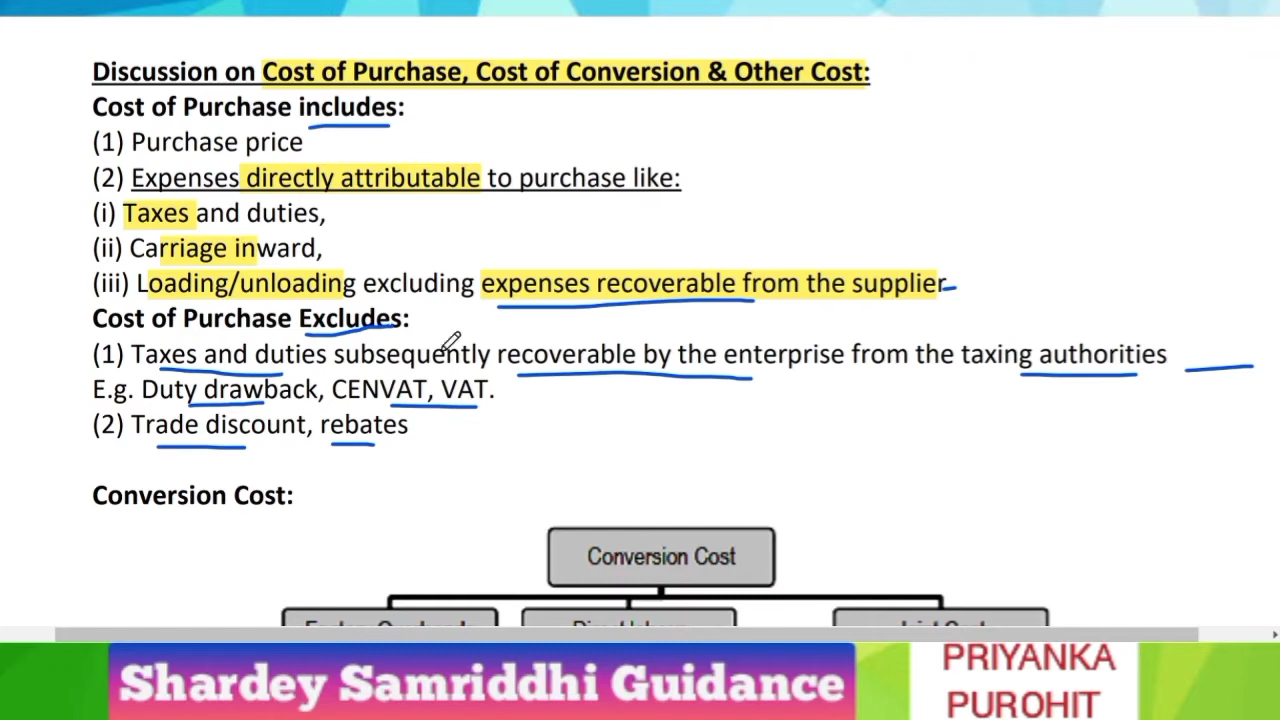 Discussion on Cost of Purchase, Cost of Conversion & Other Cost:
Cost of Purchase includes:
(1) Purchase price
(2) Expenses directly attributable to purchase like:
(i) Taxes and duties,
(ii) Carriage inward,
(iii) Loading/unloading excluding expenses recoverable from the supplier
Cost of Purchase Excludes:
(1) Taxes and duties subsequently recoverable by the enterprise from the taxing authorities
E.g. Duty drawback, CENVAT, VAT.
(2) Trade discount, rebates
Conversion Cost:
Conversion Cost
Shardey Samriddhi Guidance
PRIYANKA
PUROHIT